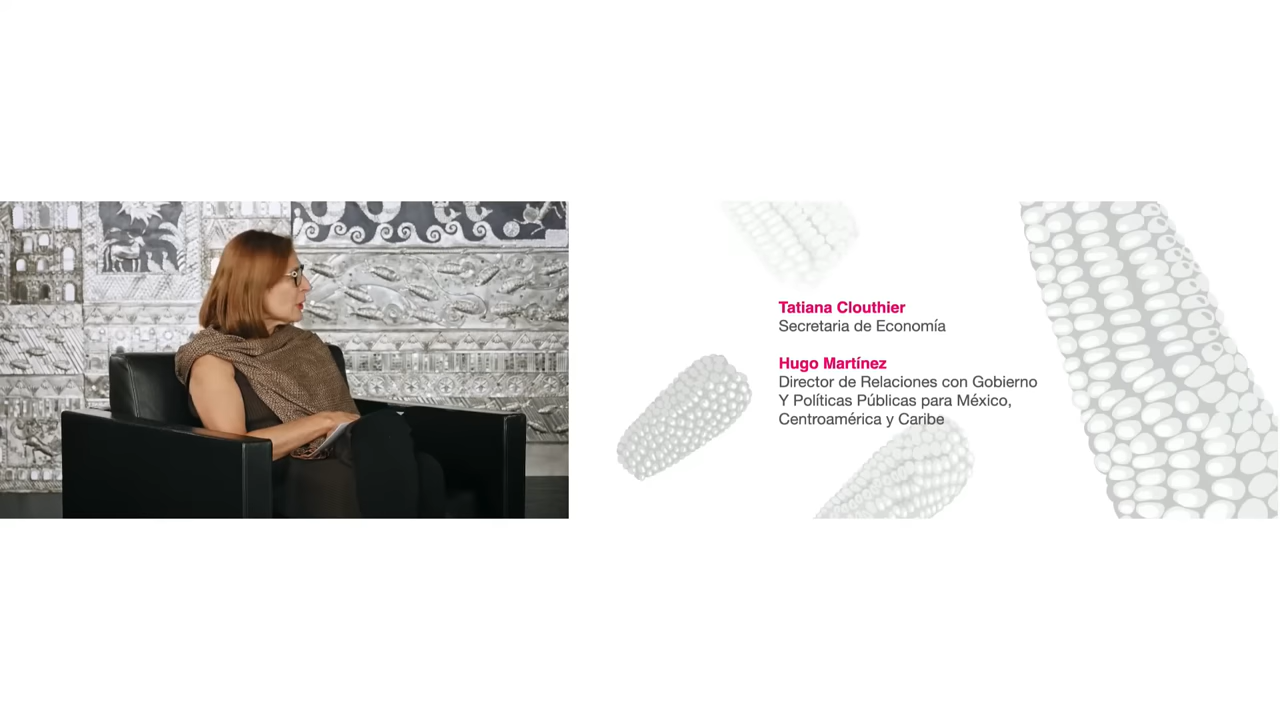 Tatiana Clouthier
Secretaria de Economía
Hugo Martínez
Director de Relaciones con Gobierno
Y Políticas Públicas para México,
Centroamérica y Caribe